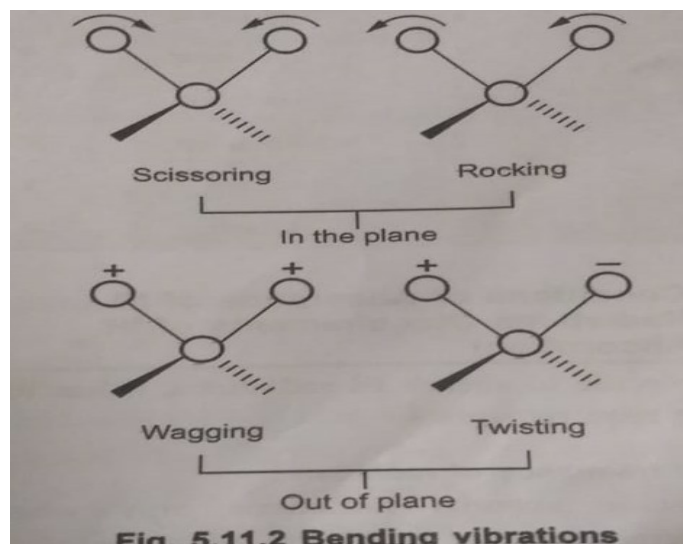 Scissoring
Rocking
In the plane
+ +
+ −
Wagging
Twisting
Out of plane
Fig. 5.11.2 Bending vibrations